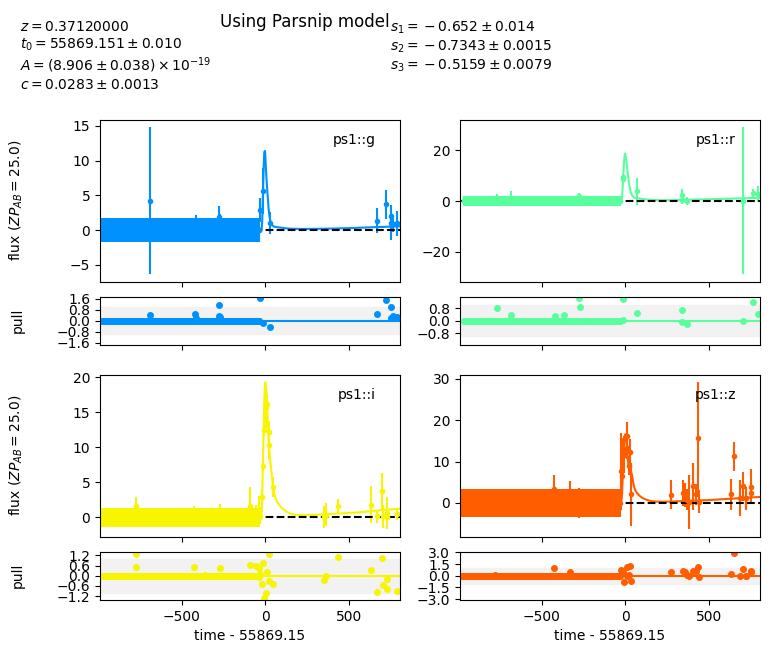 Using Parsnip model
z = 0.37120000
t₀ = 55869.151 ± 0.010
A = (8.906 ± 0.038) × 10⁻¹⁹
c = 0.0283 ± 0.0013
s₁ = −0.652 ± 0.014
s₂ = −0.7343 ± 0.0015
s₃ = −0.5159 ± 0.0079
ps1::g
15
10
5
0
−5
flux (ZP_AB = 25.0)
ps1::r
20
0
−20
1.6
0.8
0.0
−0.8
−1.6
pull
0.8
0.0
−0.8
ps1::i
20
15
10
5
0
flux (ZP_AB = 25.0)
ps1::z
30
20
10
0
1.2
0.6
0.0
−0.6
−1.2
pull
−500
0
500
time - 55869.15
3.0
1.5
0.0
−1.5
−3.0
−500
0
500
time - 55869.15